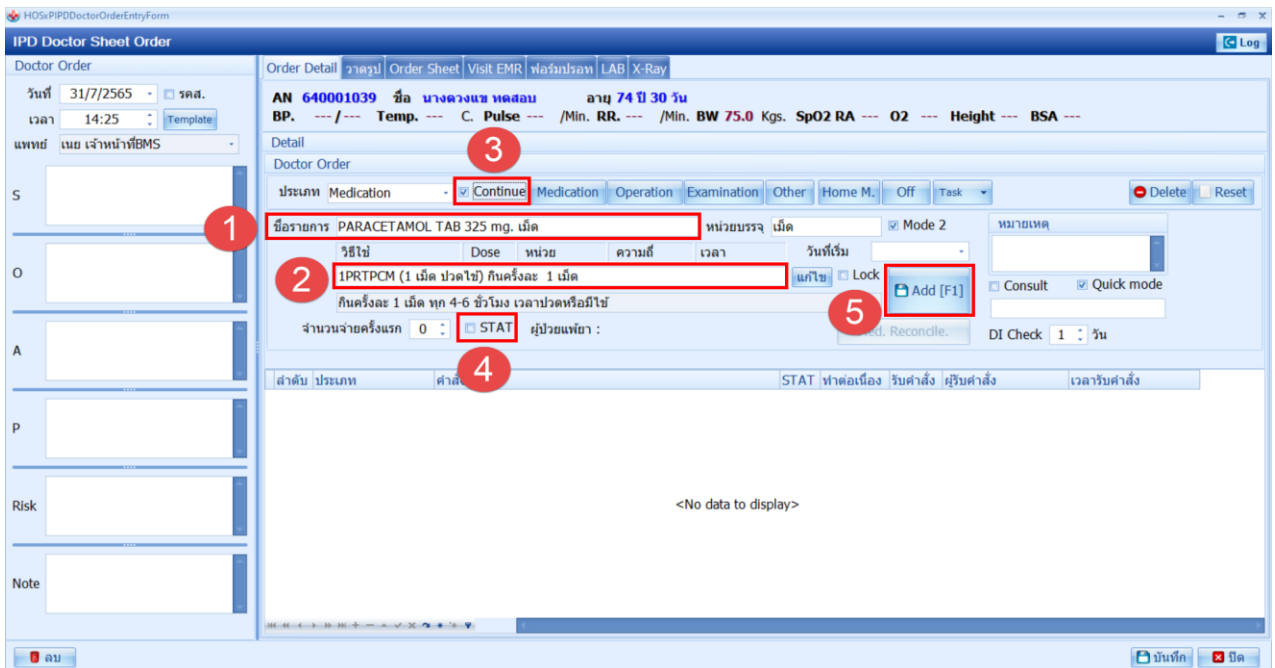 HOSxPIPDDoctorOrderEntryForm
IPD Doctor Sheet Order
Log
Doctor Order
วันที่ 31/7/2565 รคส.
เวลา 14:25 Template
แพทย์ เนย เจ้าหน้าที่BMS
S
O
A
P
Risk
Note
Order Detail วาดรูป Order Sheet Visit EMR ฟอร์มปรอท LAB X-Ray
AN 640001039 ชื่อ นางดวงแข ทดสอบ อายุ 74 ปี 30 วัน
BP. --- / --- Temp. --- C. Pulse --- /Min. RR. --- /Min. BW 75.0 Kgs. SpO2 RA --- O2 --- Height --- BSA ---
Detail
Doctor Order
3
ประเภท Medication Continue Medication Operation Examination Other Home M. Off Task Delete Reset
1
ชื่อรายการ PARACETAMOL TAB 325 mg. เม็ด หน่วยบรรจุ เม็ด Mode 2 หมายเหตุ
วิธีใช้ Dose หน่วย ความถี่ เวลา วันที่เริ่ม
2
1PRTPCM (1 เม็ด ปวดไข้) กินครั้งละ 1 เม็ด แก้ไข Lock
Add [F1] Consult Quick mode
5
กินครั้งละ 1 เม็ด ทุก 4-6 ชั่วโมง เวลาปวดหรือมีไข้
จำนวนจ่ายครั้งแรก 0 STAT ผู้ป่วยแพ้ยา : Reconcile. DI Check 1 วัน
4
ลำดับ ประเภท STAT ทำต่อเนื่อง รับคำสั่ง ผู้รับคำสั่ง เวลารับคำสั่ง
<No data to display>
ลบ บันทึก ปิด